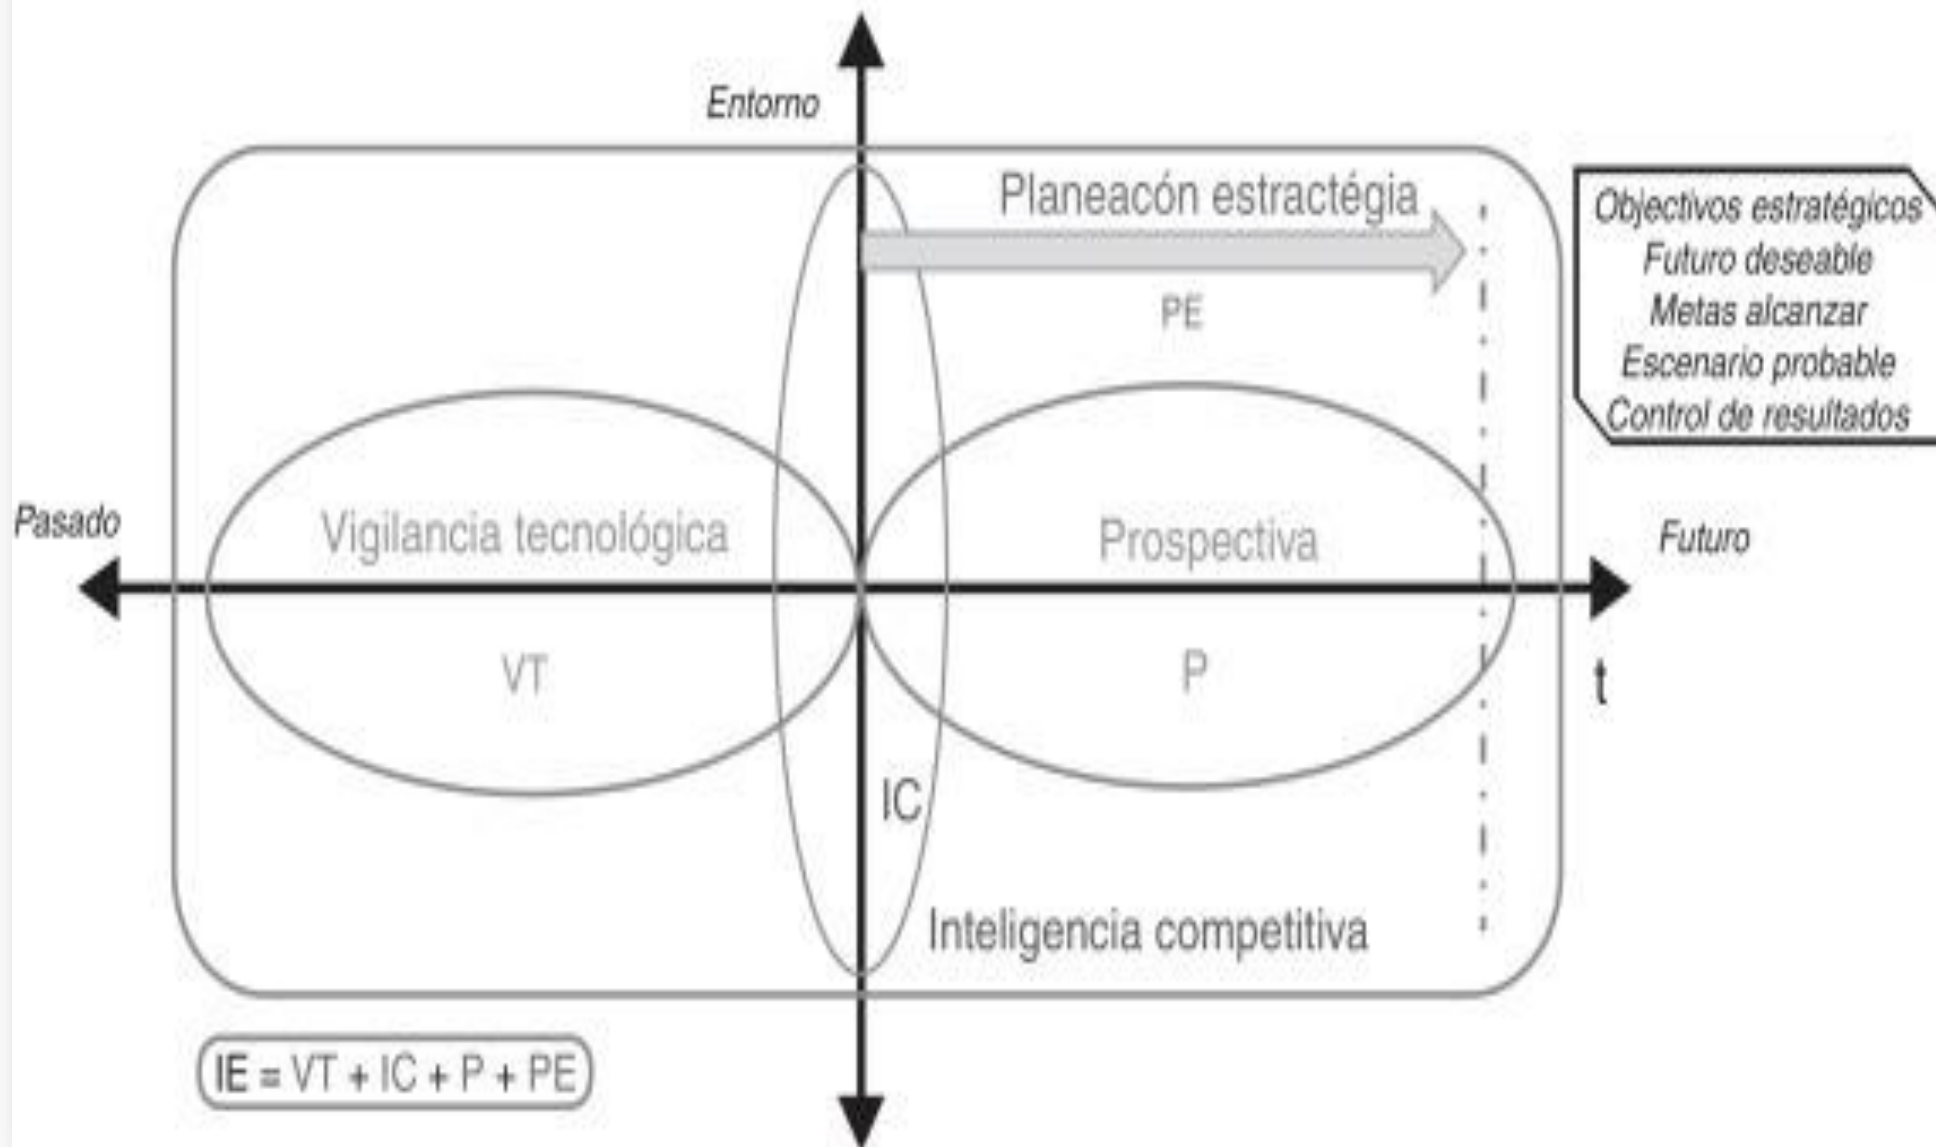 Entorno
Planeacón estractégia
PE
Objectivos estratégicos
Futuro deseable
Metas alcanzar
Escenario probable
Control de resultados
Pasado
Vigilancia tecnológica
Prospectiva
Futuro
VT
P
t
IC
Inteligencia competitiva
IE = VT + IC + P + PE